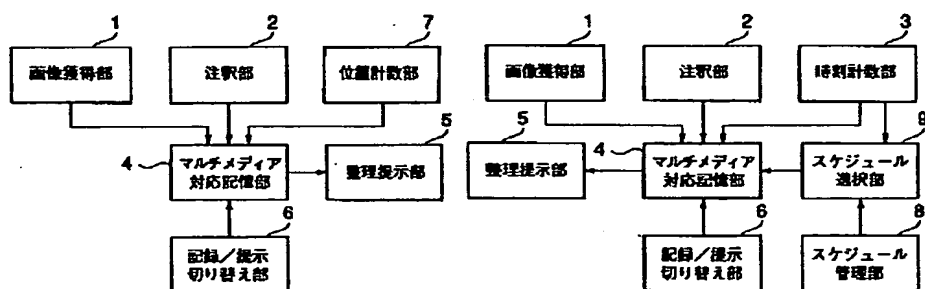 1
2
7
画像獲得部
注釈部
位置計数部
4
マルチメディア
対応記憶部
5
整理提示部
6
記録/提示
切り替え部
1
2
3
画像獲得部
注釈部
時刻計数部
5
整理提示部
4
マルチメディア
対応記憶部
9
スケジュール
選択部
6
記録/提示
切り替え部
8
スケジュール
管理部